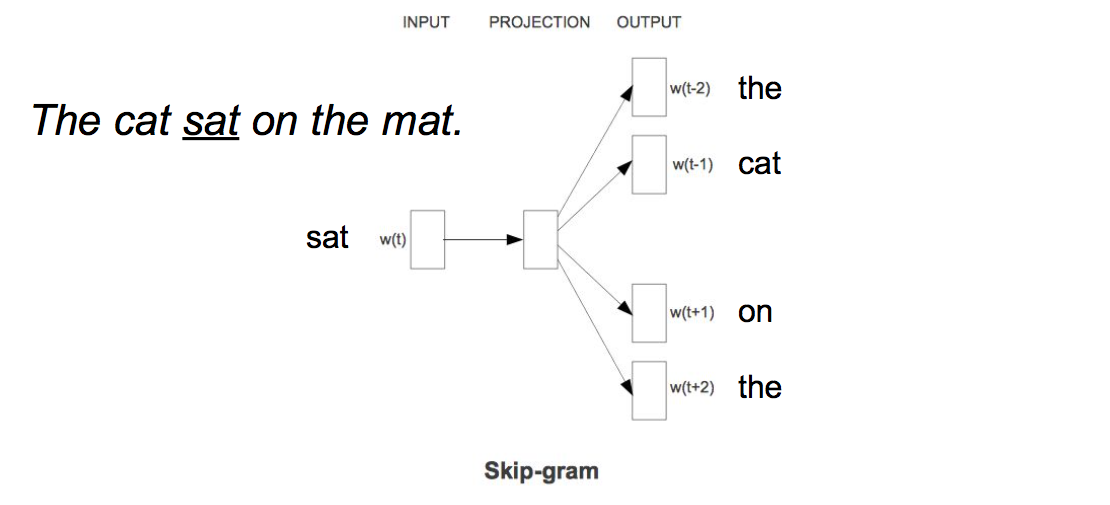 INPUT PROJECTION OUTPUT
w(t-2) the
The cat sat on the mat.
w(t-1) cat
sat w(t)
w(t+1) on
w(t+2) the
Skip-gram